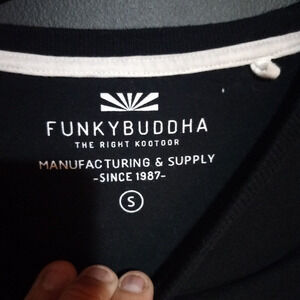 FUNKYBUDDHA
THE RIGHT KOOTOOR
MANUFACTURING & SUPPLY
-SINCE 1987-
S